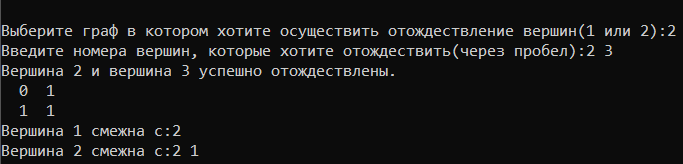 Выберите граф в котором хотите осуществить отождествление вершин(1 или 2):2
Введите номера вершин, которые хотите отождествить(через пробел):2 3
Вершина 2 и вершина 3 успешно отождествлены.
  0  1
  1  1
Вершина 1 смежна с:2
Вершина 2 смежна с:2 1